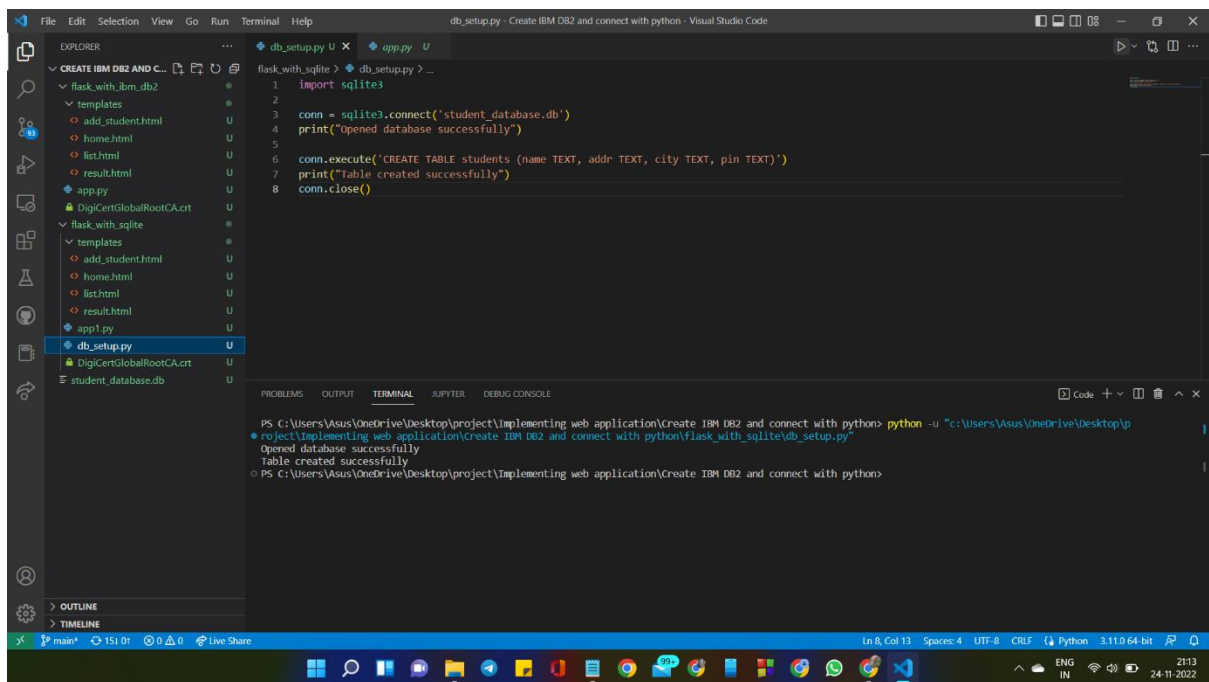 File Edit Selection View Go Run Terminal Help db_setup.py - Create IBM DB2 and connect with python - Visual Studio Code
EXPLORER
db_setup.py U
app.py U
CREATE IBM DB2 AND C...
flask_with_sqlite > db_setup.py > ...
flask_with_ibm_db2
templates
add_student.html U
home.html U
list.html U
result.html U
app.py U
DigiCertGlobalRootCA.crt U
flask_with_sqlite
templates
add_student.html U
home.html U
list.html U
result.html U
app1.py U
db_setup.py U
DigiCertGlobalRootCA.crt U
student_database.db U
93
1 import sqlite3
2
3 conn = sqlite3.connect('student_database.db')
4 print("Opened database successfully")
5
6 conn.execute('CREATE TABLE students (name TEXT, addr TEXT, city TEXT, pin TEXT)')
7 print("Table created successfully")
8 conn.close()
PROBLEMS OUTPUT TERMINAL JUPYTER DEBUG CONSOLE Code
PS C:\Users\Asus\OneDrive\Desktop\project\Implementing web application\Create IBM DB2 and connect with python> python -u "c:\Users\Asus\OneDrive\Desktop\p
roject\Implementing web application\Create IBM DB2 and connect with python\flask_with_sqlite\db_setup.py"
Opened database successfully
Table created successfully
PS C:\Users\Asus\OneDrive\Desktop\project\Implementing web application\Create IBM DB2 and connect with python>
OUTLINE
TIMELINE
main* 15↓ 0↑ 0 0 Live Share Ln 8, Col 13 Spaces: 4 UTF-8 CRLF Python 3.11.0 64-bit
99+
ENG
IN
21:13
24-11-2022